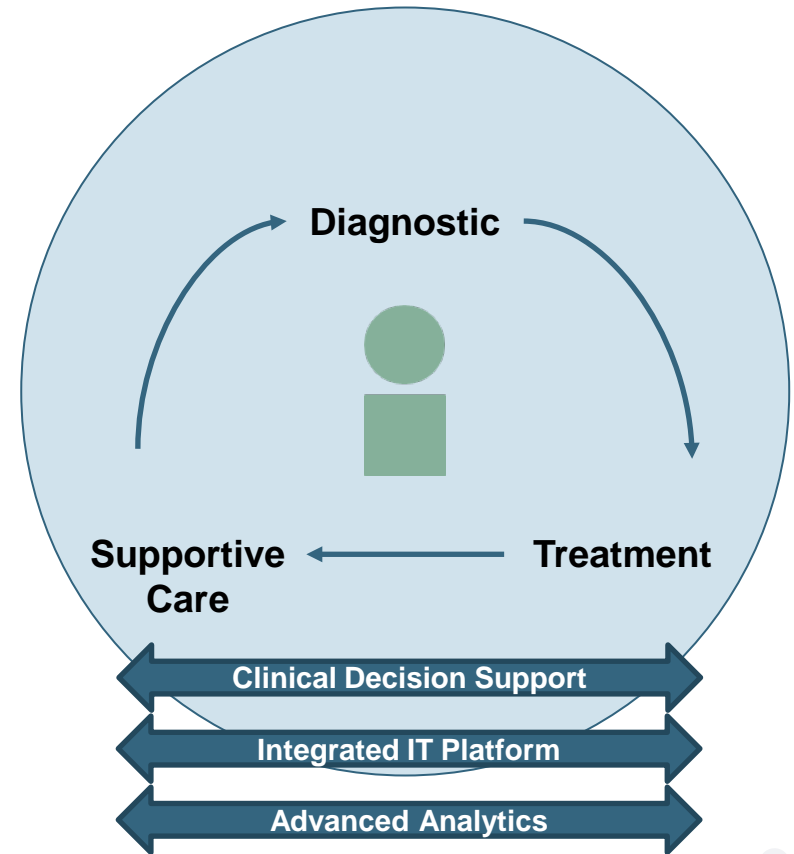 Diagnostic
Supportive
Care
Treatment
Clinical Decision Support
Integrated IT Platform
Advanced Analytics